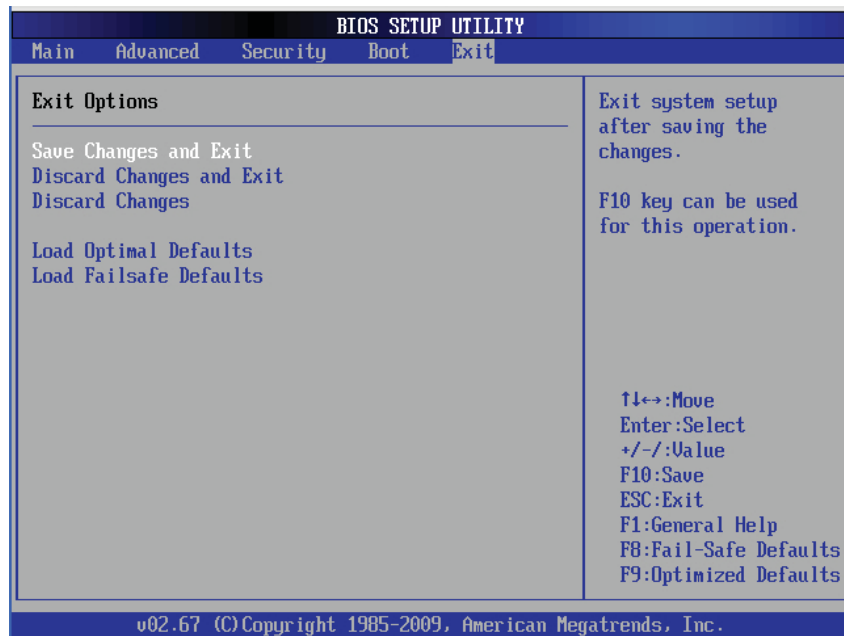 BIOS SETUP UTILITY
Main Advanced Security Boot Exit
Exit Options
Save Changes and Exit
Discard Changes and Exit
Discard Changes
Load Optimal Defaults
Load Failsafe Defaults
Exit system setup
after saving the
changes.
F10 key can be used
for this operation.
↑↓←→:Move
Enter:Select
+/-/:Value
F10:Save
ESC:Exit
F1:General Help
F8:Fail-Safe Defaults
F9:Optimized Defaults
v02.67 (C)Copyright 1985-2009, American Megatrends, Inc.